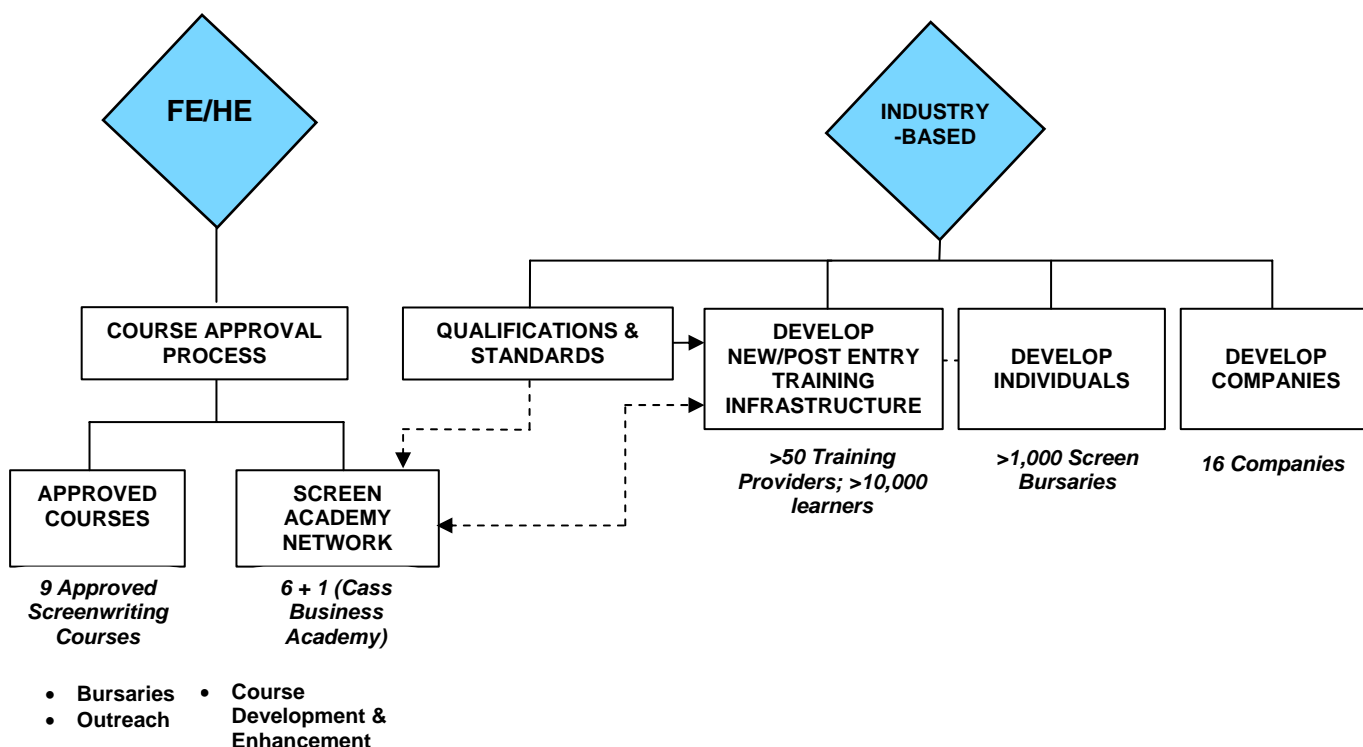 FE/HE
INDUSTRY
-BASED
COURSE APPROVAL
PROCESS
QUALIFICATIONS &
STANDARDS
DEVELOP
NEW/POST ENTRY
TRAINING
INFRASTRUCTURE
DEVELOP
INDIVIDUALS
DEVELOP
COMPANIES
>50 Training
Providers; >10,000
learners
>1,000 Screen
Bursaries
16 Companies
APPROVED
COURSES
SCREEN
ACADEMY
NETWORK
9 Approved
Screenwriting
Courses
6 + 1 (Cass
Business
Academy)
• Bursaries
• Outreach
• Course
Development &
Enhancement